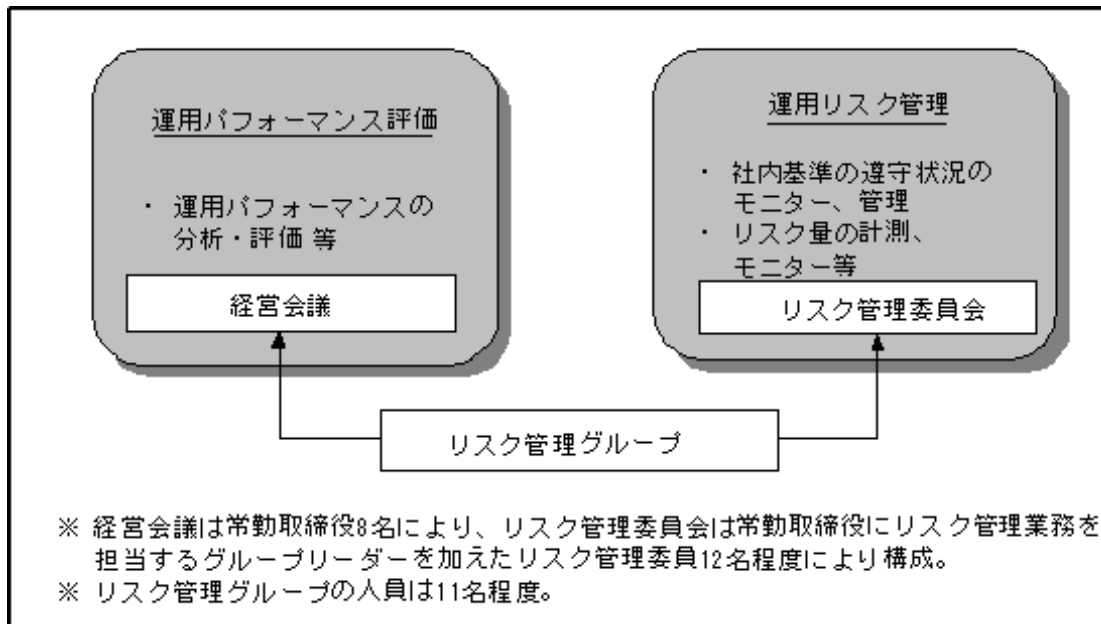 運用パフォーマンス評価
・ 運用パフォーマンスの
分析・評価 等
経営会議
運用リスク管理
・ 社内基準の遵守状況の
モニター、管理
・ リスク量の計測、
モニター等
リスク管理委員会
リスク管理グループ
※ 経営会議は常勤取締役8名により、リスク管理委員会は常勤取締役にリスク管理業務を
担当するグループリーダーを加えたリスク管理委員12名程度により構成。
※ リスク管理グループの人員は11名程度。